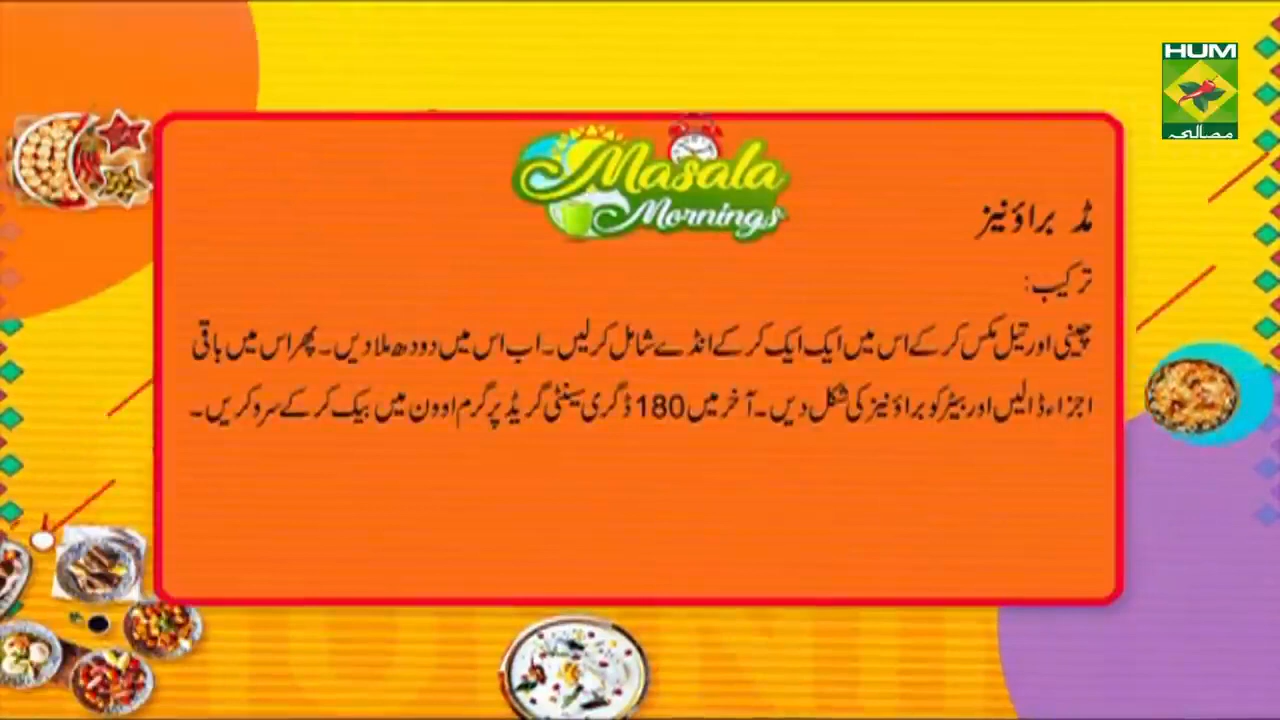 HUM
مصالحہ
Masala
Mornings
مڈ براؤنیز
ترکیب:
چینی اور تیل مکس کر کے اس میں ایک ایک کر کے انڈے شامل کر لیں۔ اب اس میں دودھ ملا دیں۔ پھر اس میں باقی
اجزاء ڈالیں اور بیٹر کو براؤنیز کی شکل دیں۔ آخر میں 180 ڈگری سینٹی گریڈ پر گرم اوون میں بیک کر کے سرو کریں۔